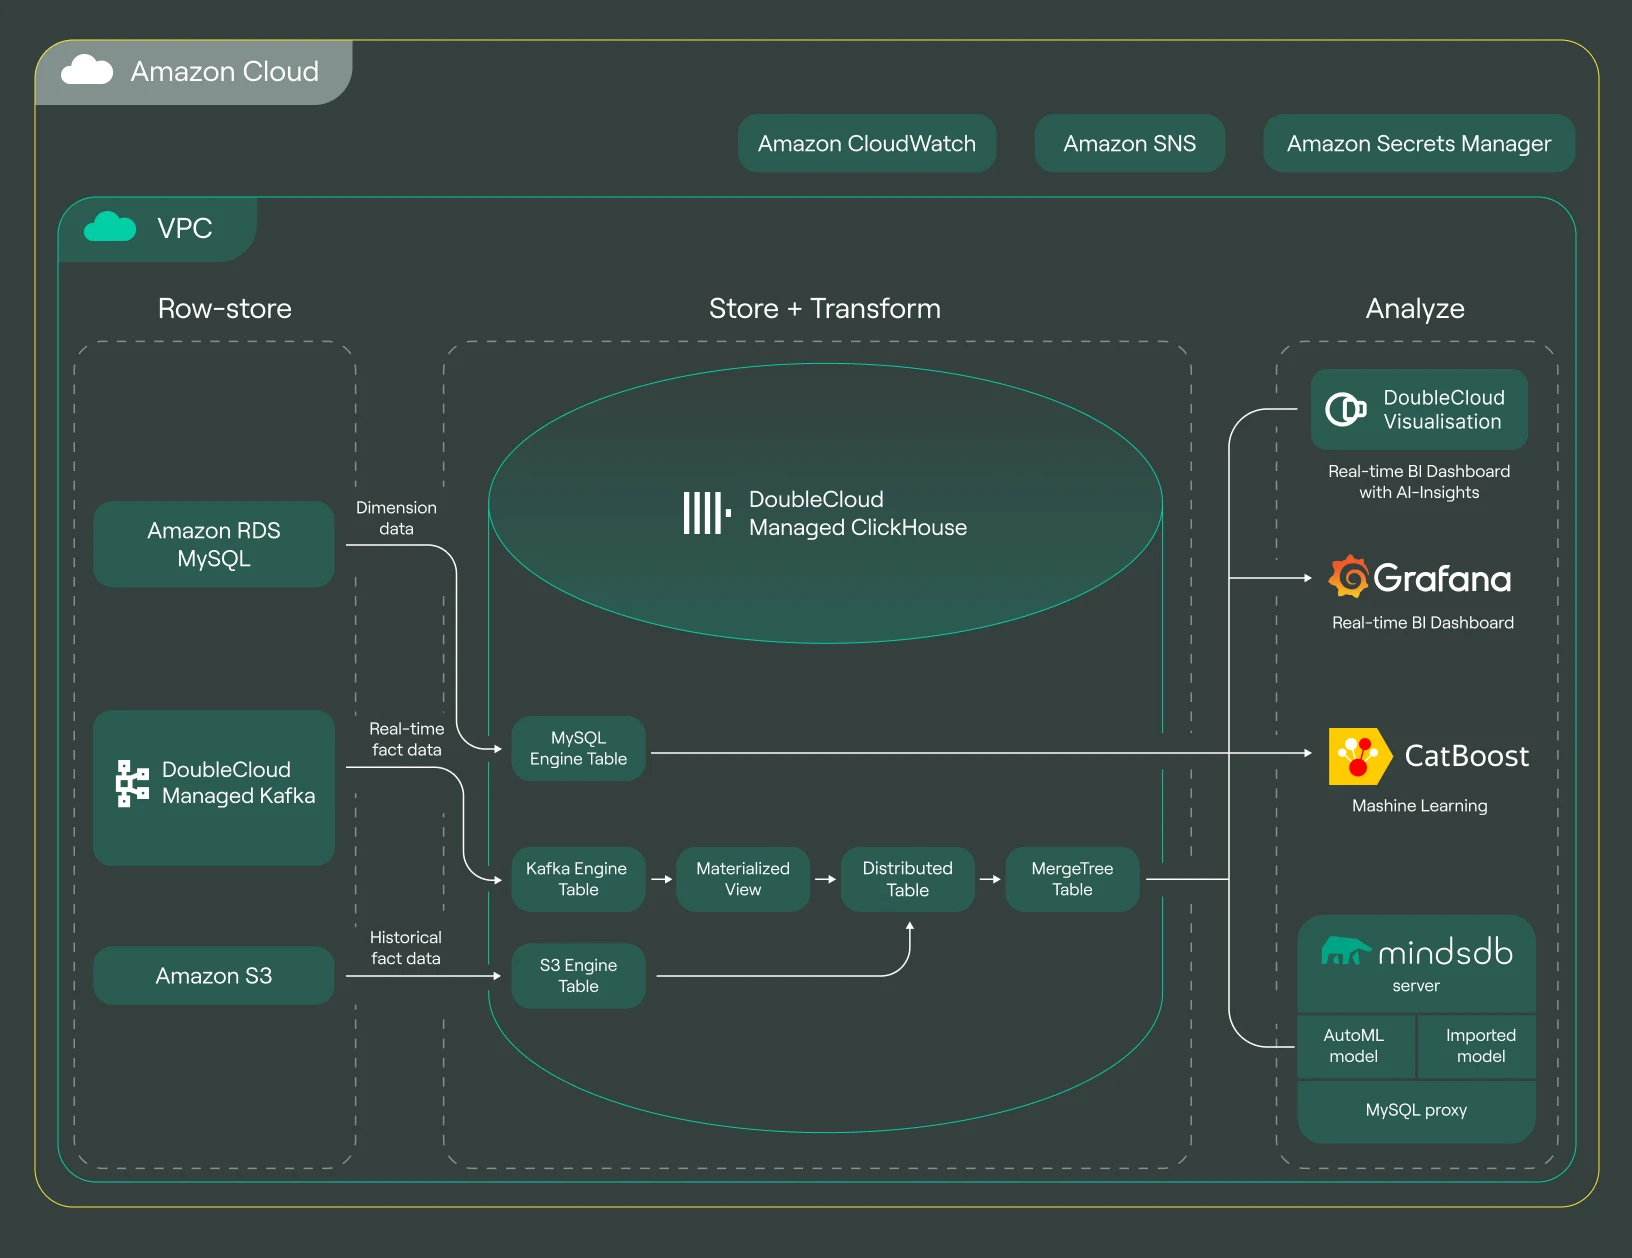 Amazon Cloud
Amazon CloudWatch
Amazon SNS
Amazon Secrets Manager
VPC
Row-store
Store + Transform
Analyze
Amazon RDS
MySQL
Dimension
data
DoubleCloud
Managed Kafka
Real-time
fact data
Amazon S3
Historical
fact data
DoubleCloud
Managed ClickHouse
MySQL
Engine Table
Kafka Engine
Table
Materialized
View
Distributed
Table
MergeTree
Table
S3 Engine
Table
DoubleCloud
Visualisation
Real-time BI Dashboard
with AI-Insights
Grafana
Real-time BI Dashboard
CatBoost
Mashine Learning
mindsdb
server
AutoML
model
Imported
model
MySQL proxy